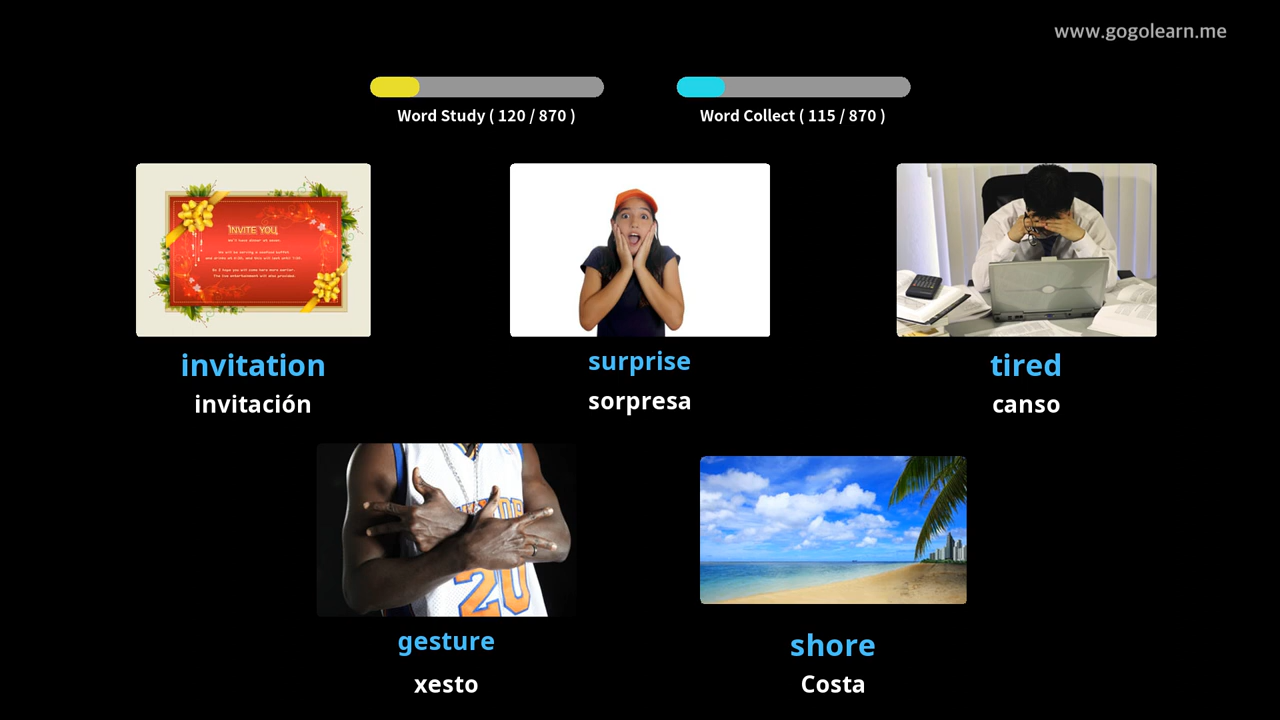 www.gogolearn.me
Word Study ( 120 / 870 )
Word Collect ( 115 / 870 )
INVITE YOU
invitation
surprise
tired
invitación
sorpresa
canso
20
gesture
shore
xesto
Costa